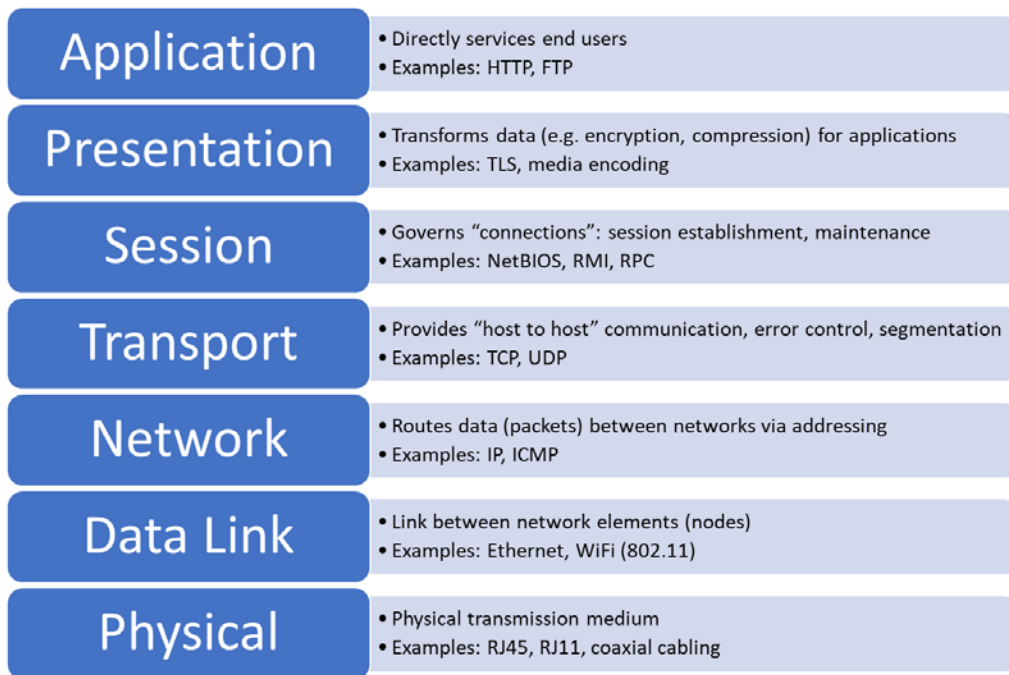 Application
• Directly services end users
• Examples: HTTP, FTP
Presentation
• Transforms data (e.g. encryption, compression) for applications
• Examples: TLS, media encoding
Session
• Governs “connections”: session establishment, maintenance
• Examples: NetBIOS, RMI, RPC
Transport
• Provides “host to host” communication, error control, segmentation
• Examples: TCP, UDP
Network
• Routes data (packets) between networks via addressing
• Examples: IP, ICMP
Data Link
• Link between network elements (nodes)
• Examples: Ethernet, WiFi (802.11)
Physical
• Physical transmission medium
• Examples: RJ45, RJ11, coaxial cabling